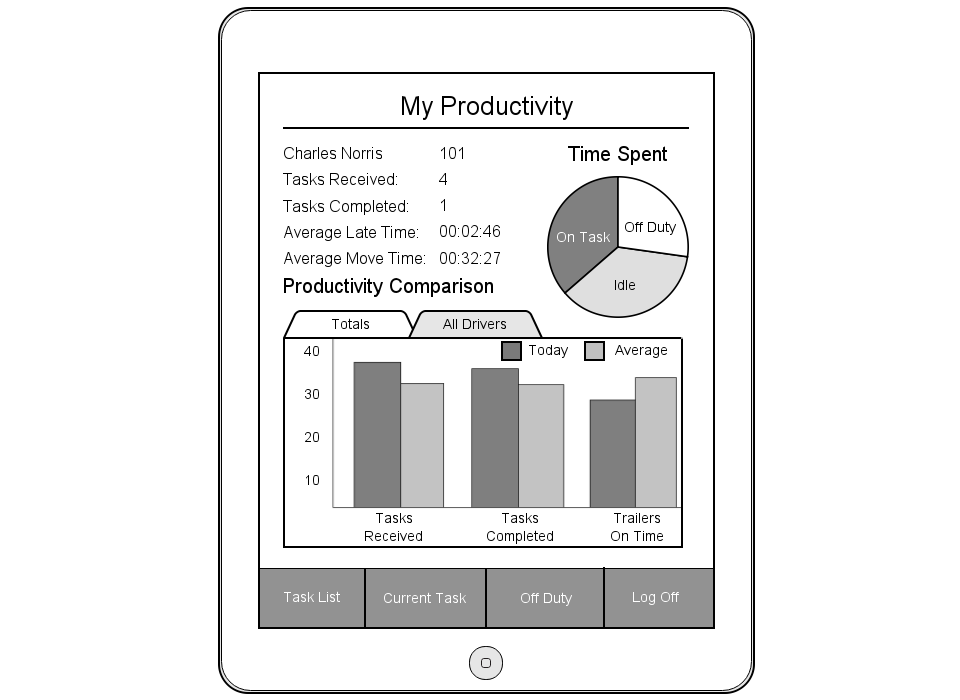 My Productivity
Charles Norris 101
Tasks Received: 4
Tasks Completed: 1
Average Late Time: 00:02:46
Average Move Time: 00:32:27
Time Spent
On Task
Off Duty
Idle
Productivity Comparison
Totals
All Drivers
Today
Average
40
30
20
10
Tasks
Received
Tasks
Completed
Trailers
On Time
Task List
Current Task
Off Duty
Log Off